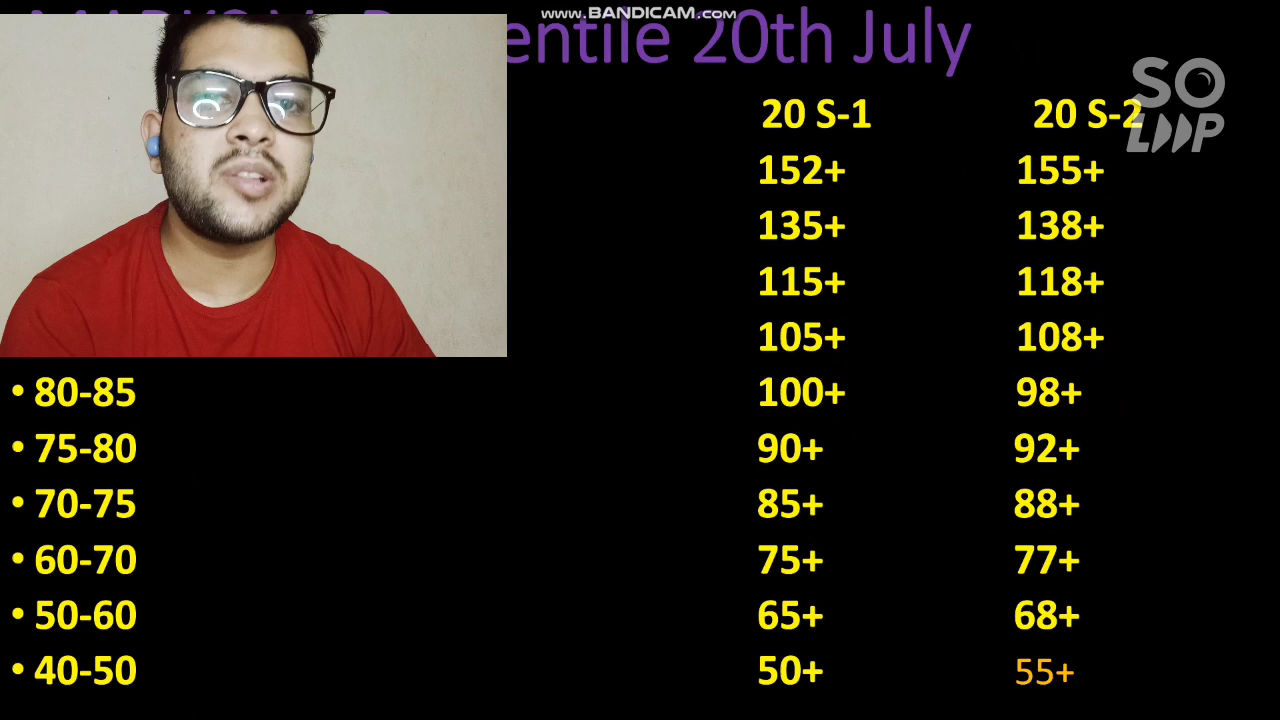 www.BANDICAM.com
20th July
SO
LOOP
20 S-1 20 S-2
152+ 155+
135+ 138+
115+ 118+
105+ 108+
• 80-85 100+ 98+
• 75-80 90+ 92+
• 70-75 85+ 88+
• 60-70 75+ 77+
• 50-60 65+ 68+
• 40-50 50+ 55+